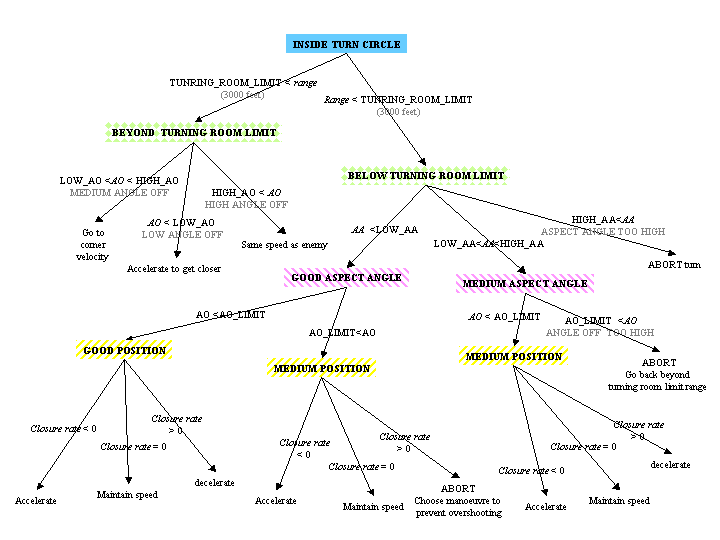 INSIDE TURN CIRCLE
TUNRING_ROOM_LIMIT < range
(3000 feet)
Range < TUNRING_ROOM_LIMIT
(3000 feet)
BEYOND TURNING ROOM LIMIT
BELOW TURNING ROOM LIMIT
LOW_AO <AO < HIGH_AO
MEDIUM ANGLE OFF
HIGH_AO < AO
HIGH ANGLE OFF
AO < LOW_AO
LOW ANGLE OFF
Go to
corner
velocity
Accelerate to get closer
Same speed as enemy
AA <LOW_AA
LOW_AA<AA<HIGH_AA
HIGH_AA<AA
ASPECT ANGLE TOO HIGH
ABORT turn
GOOD ASPECT ANGLE
MEDIUM ASPECT ANGLE
AO <AO_LIMIT
AO_LIMIT<AO
AO < AO_LIMIT
AO_LIMIT <AO
ANGLE OFF TOO HIGH
GOOD POSITION
MEDIUM POSITION
MEDIUM POSITION
ABORT
Go back beyond
turning room limit range
Closure rate < 0
Closure rate = 0
Closure rate
> 0
Closure rate
< 0
Closure rate = 0
Closure rate
> 0
Closure rate < 0
Closure rate = 0
Closure rate
> 0
Accelerate
Maintain speed
decelerate
Accelerate
Maintain speed
ABORT
Choose manoeuvre to
prevent overshooting
Accelerate
Maintain speed
decelerate